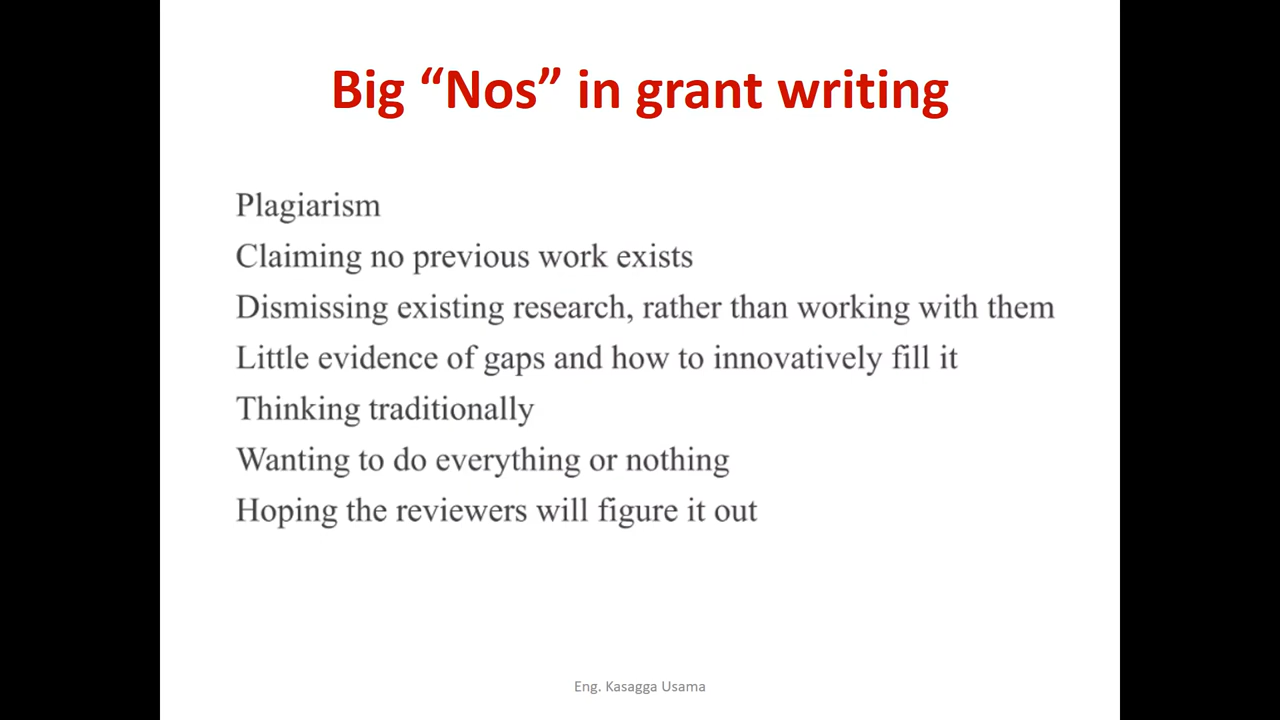 Big “Nos” in grant writing
Plagiarism
Claiming no previous work exists
Dismissing existing research, rather than working with them
Little evidence of gaps and how to innovatively fill it
Thinking traditionally
Wanting to do everything or nothing
Hoping the reviewers will figure it out
Eng. Kasagga Usama